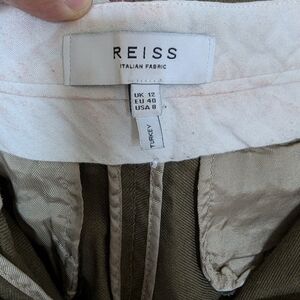 REISS
ITALIAN FABRIC
UK 12
EU 40
USA 8
TURKEY